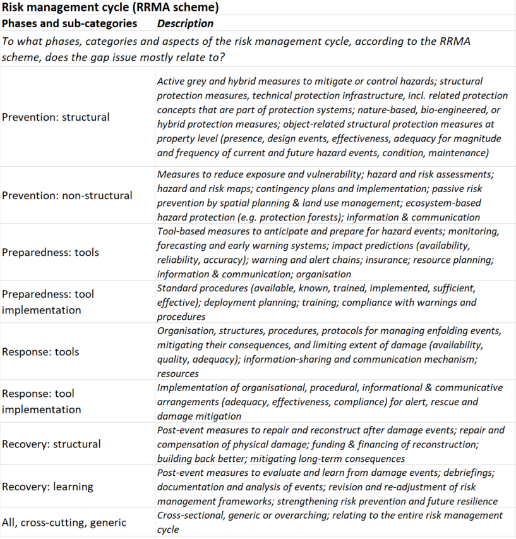 Risk management cycle (RRMA scheme)
Phases and sub-categories Description
To what phases, categories and aspects of the risk management cycle, according to the RRMA
scheme, does the gap issue mostly relate to?
Prevention: structural
Active grey and hybrid measures to mitigate or control hazards; structural
protection measures, technical protection infrastructure, incl. related protection
concepts that are part of protection systems; nature-based, bio-engineered, or
hybrid protection measures; object-related structural protection measures at
property level (presence, design events, effectiveness, adequacy for magnitude
and frequency of current and future hazard events, condition, maintenance)
Prevention: non-structural
Measures to reduce exposure and vulnerability; hazard and risk assessments;
hazard and risk maps; contingency plans and implementation; passive risk
prevention by spatial planning & land use management; ecosystem-based
hazard protection (e.g. protection forests); information & communication
Preparedness: tools
Tool-based measures to anticipate and prepare for hazard events; monitoring,
forecasting and early warning systems; impact predictions (availability,
reliability, accuracy); warning and alert chains; insurance; resource planning;
information & communication; organisation
Preparedness: tool
implementation
Standard procedures (available, known, trained, implemented, sufficient,
effective); deployment planning; training; compliance with warnings and
procedures
Response: tools
Organisation, structures, procedures, protocols for managing enfolding events,
mitigating their consequences, and limiting extent of damage (availability,
quality, adequacy); information-sharing and communication mechanism;
resources
Response: tool
implementation
Implementation of organisational, procedural, informational & communicative
arrangements (adequacy, effectiveness, compliance) for alert, rescue and
damage mitigation
Recovery: structural
Post-event measures to repair and reconstruct after damage events; repair and
compensation of physical damage; funding & financing of reconstruction;
building back better; mitigating long-term consequences
Recovery: learning
Post-event measures to evaluate and learn from damage events; debriefings;
documentation and analysis of events; revision and re-adjustment of risk
management frameworks; strengthening risk prevention and future resilience
All, cross-cutting, generic
Cross-sectional, generic or overarching; relating to the entire risk management
cycle